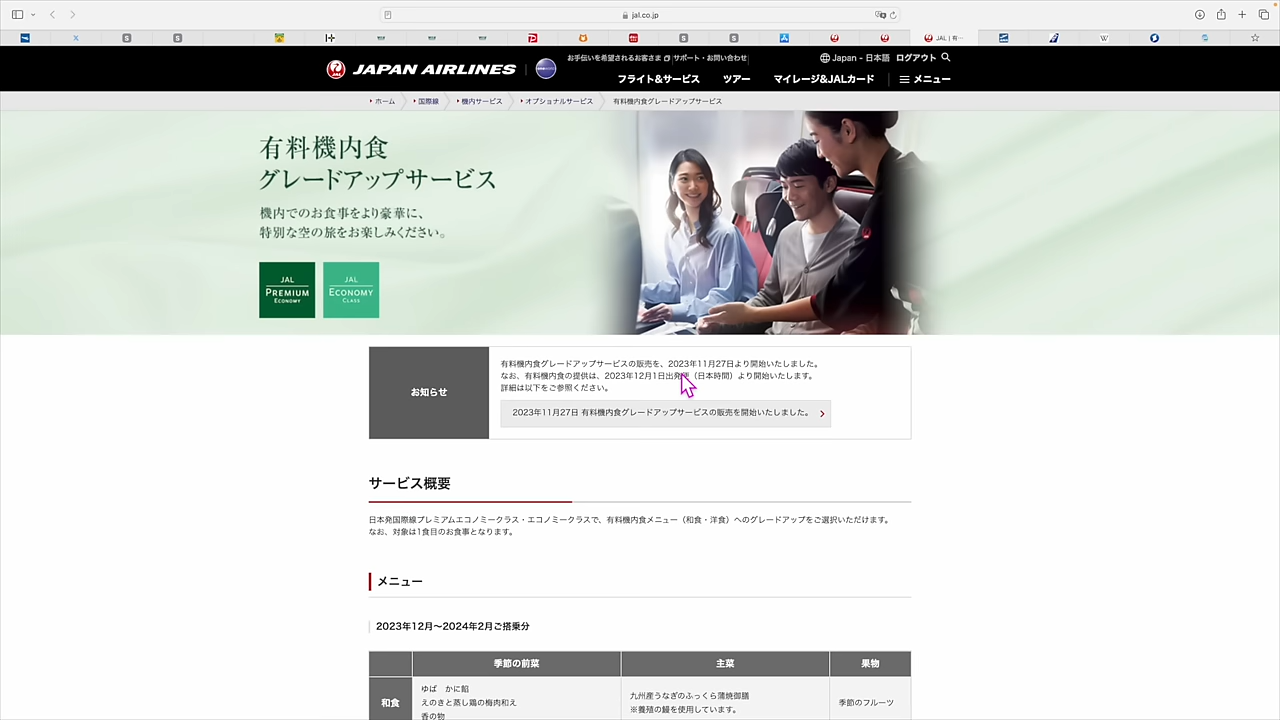 jal.co.jp
JAL | 有…
JAPAN AIRLINES
お手伝いを希望されるお客さま
サポート・お問い合わせ
Japan - 日本語
ログアウト
フライト&サービス
ツアー
マイレージ&JALカード
メニュー
ホーム
国際線
機内サービス
オプショナルサービス
有料機内食グレードアップサービス
有料機内食
グレードアップサービス
機内でのお食事をより豪華に、
特別な空の旅をお楽しみください。
JAL
PREMIUM
ECONOMY
JAL
ECONOMY
CLASS
お知らせ
有料機内食グレードアップサービスの販売を、2023年11月27日より開始いたしました。
なお、有料機内食の提供は、2023年12月1日出発（日本時間）より開始いたします。
詳細は以下をご参照ください。
2023年11月27日 有料機内食グレードアップサービスの販売を開始いたしました。
サービス概要
日本発国際線プレミアムエコノミークラス・エコノミークラスで、有料機内食メニュー（和食・洋食）へのグレードアップをご選択いただけます。
なお、対象は1食目のお食事となります。
メニュー
2023年12月～2024年2月ご搭乗分
季節の前菜
主菜
果物
和食
ゆば　かに餡
えのきと蒸し鶏の梅肉和え
香の物
九州産うなぎのふっくら蒲焼御膳
※養殖の鰻を使用しています。
季節のフルーツ